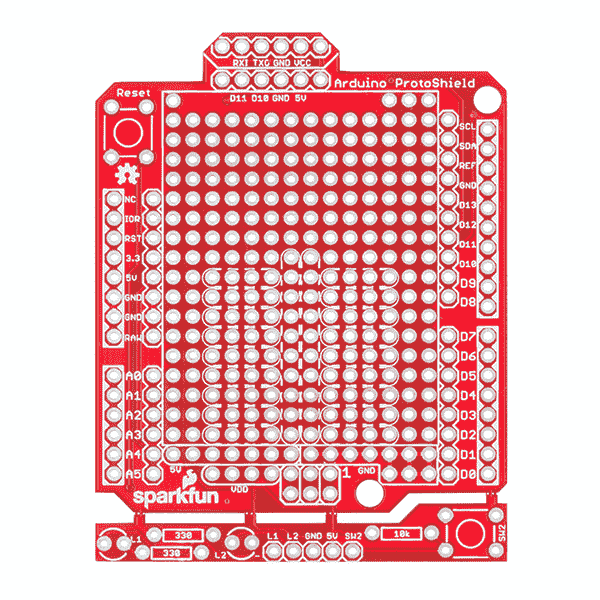 RXI TXO GND VCC
Arduino ProtoShield
Reset
D11 D10 GND 5V
SCL
SDA
REF
GND
D13
D12
D11
D10
D9
D8
NC
IOR
RST
3.3
5V
GND
GND
RAW
D7
D6
D5
D4
D3
D2
D1
D0
A0
A1
A2
A3
A4
A5
5V
VDD
1
GND
sparkfun
L1
330
330
L2
L1 L2 GND 5V SW2
10k
SW2